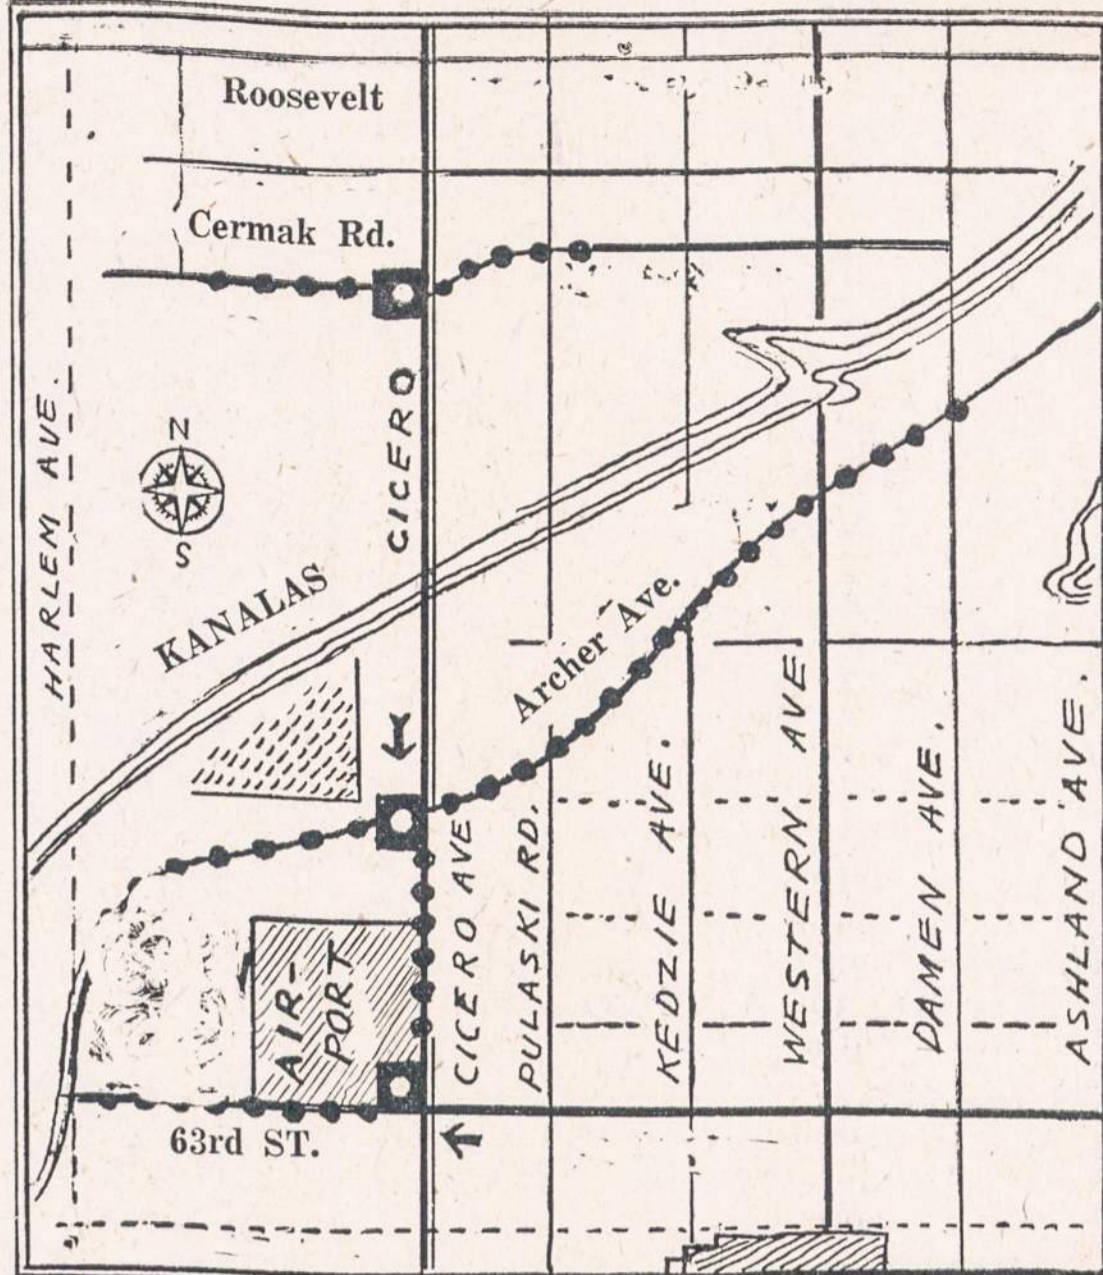 Roosevelt
Cermak Rd.
HARLEM AVE.
N
S
CICERO
KANALAS
Archer Ave.
AIR-
PORT
CICERO AVE
PULASKI RD.
KEDZIE AVE.
WESTERN AVE
DAMEN AVE.
ASHLAND AVE.
63rd ST.